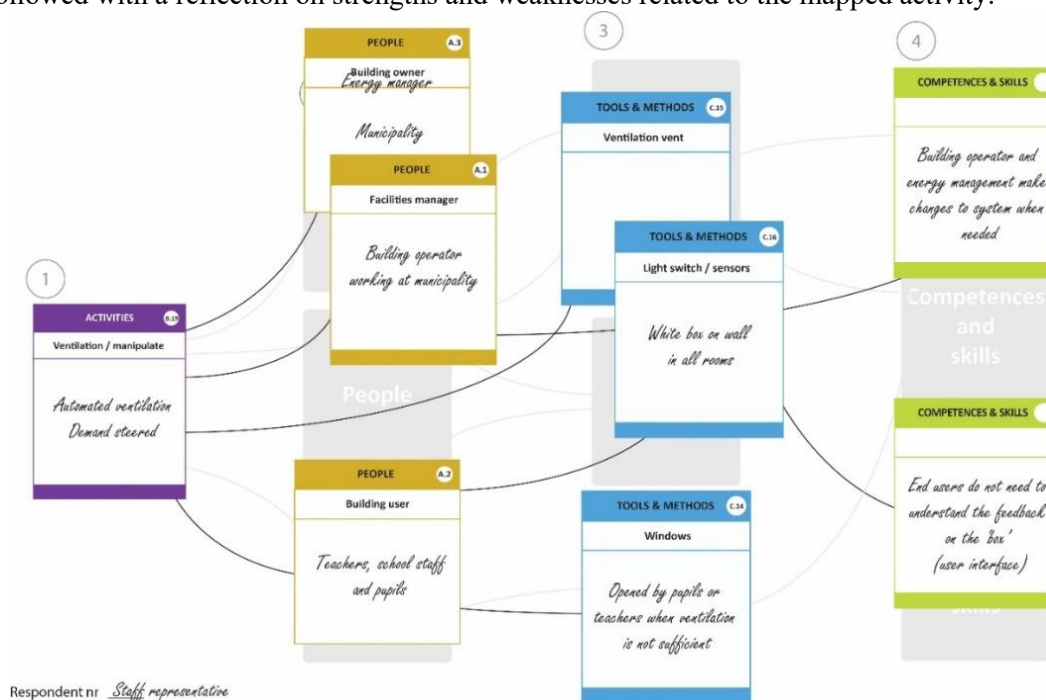 ollowed with a reflection on strengths and weaknesses related to the mapped activity.
1
ACTIVITIES
Ventilation / manipulate
Automated ventilation
Demand steered
PEOPLE A.3
Building owner
Energy manager
Municipality
PEOPLE A.1
Facilities manager
Building operator
working at municipality
People
PEOPLE A.2
Building user
Teachers, school staff
and pupils
3
TOOLS & METHODS C.15
Ventilation vent
TOOLS & METHODS C.16
Light switch / sensors
White box on wall
in all rooms
TOOLS & METHODS C.14
Windows
Opened by pupils or
teachers when ventilation
is not sufficient
4
COMPETENCES & SKILLS
Building operator and
energy management make
changes to system when
needed
Competences
and
skills
COMPETENCES & SKILLS
End users do not need to
understand the feedback
on the 'box'
(user interface)
skills
Respondent nr Staff representative